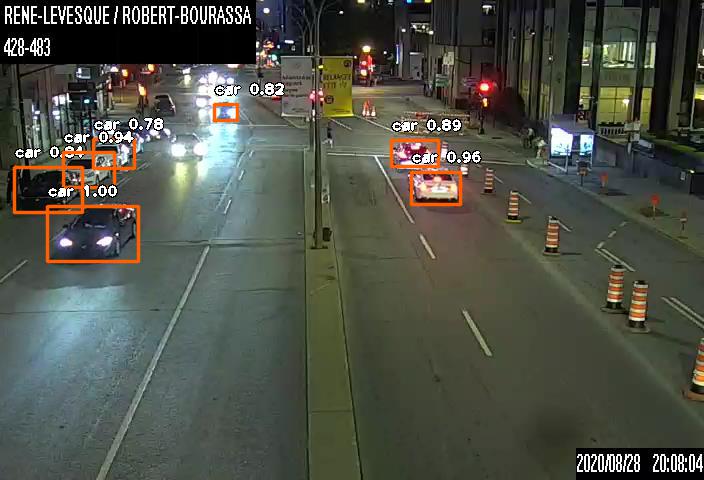 RENE-LEVESQUE / ROBERT-BOURASSA
428-483
car 0.82
car 0.78
car 0.94
car 0.94
car 1.00
car 0.89
car 0.96
2020/08/28 20:08:04